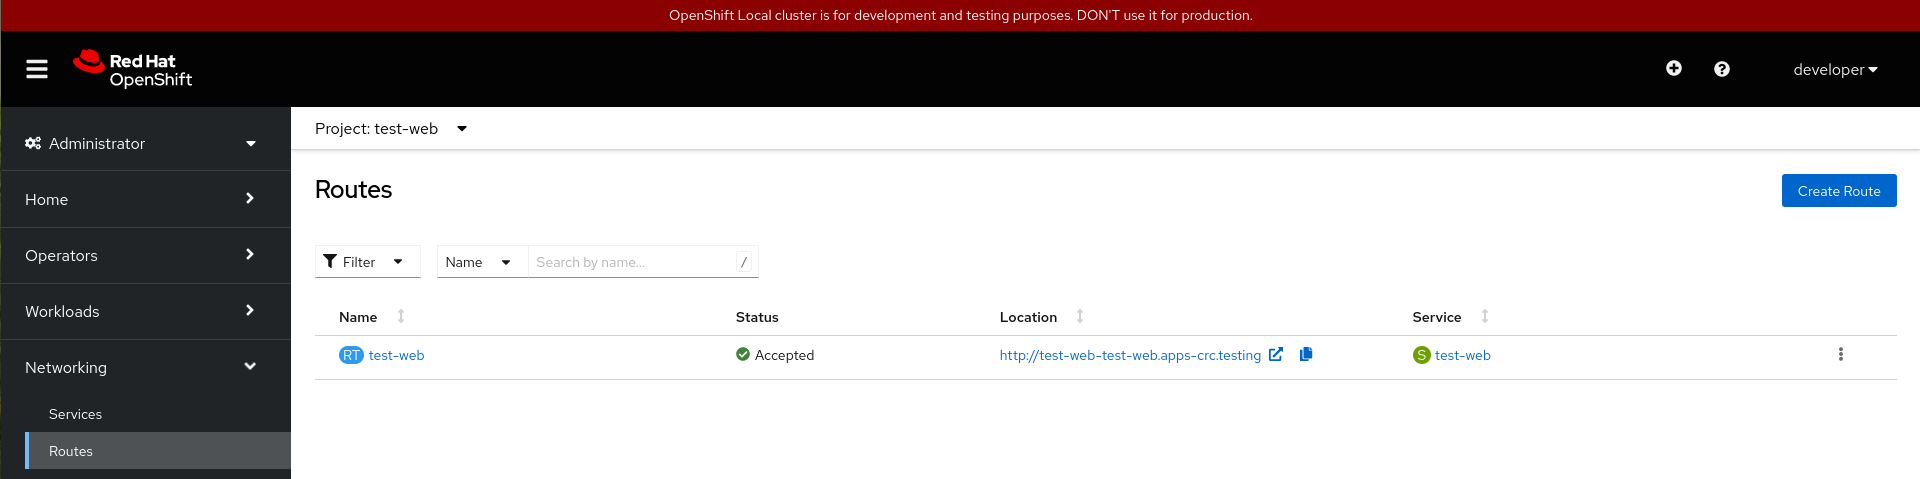 OpenShift Local cluster is for development and testing purposes. DON'T use it for production.
Red Hat
OpenShift
developer
Administrator
Home
Operators
Workloads
Networking
Services
Routes
Project: test-web
Routes
Create Route
Filter Name Search by name... /
Name Status Location Service
RT test-web Accepted http://test-web-test-web.apps-crc.testing S test-web